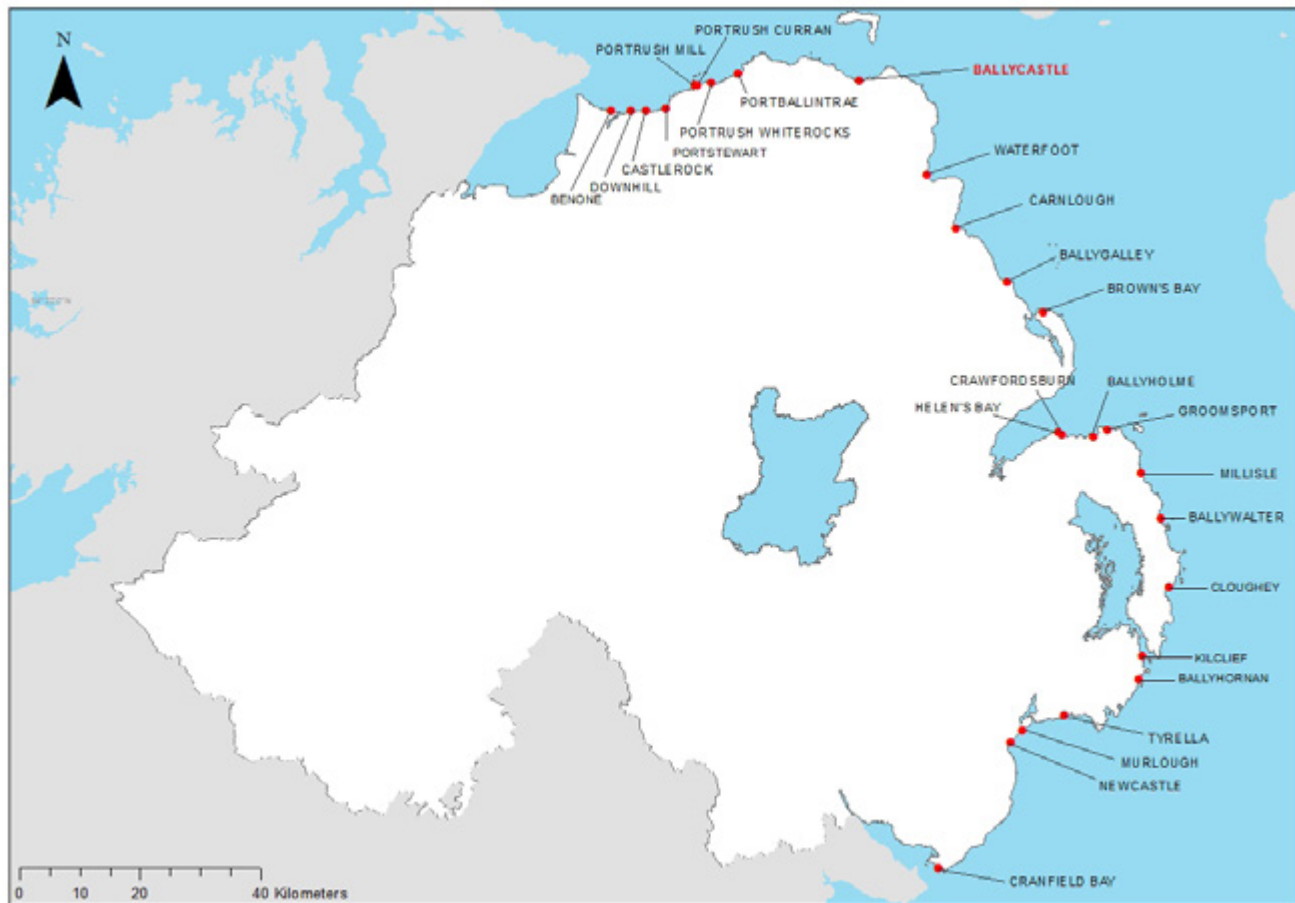 PORTRUSH CURRAN
N
PORTRUSH MILL
BALLYCASTLE
PORTBALLINTRAE
PORTRUSH WHITEROCKS
PORTSTEWART
CASTLEROCK
DOWNHILL
BENONE
WATERFOOT
CARNLOUGH
BALLYGALLEY
BROWN'S BAY
CRAWFORDSBURN
BALLYHOLME
HELEN'S BAY
GROOMSPORT
MILLISLE
BALLYWALTER
CLOUGHEY
KILCLIEF
BALLYHORNAN
TYRELLA
MURLOUGH
NEWCASTLE
CRANFIELD BAY
0 10 20 40 Kilometers